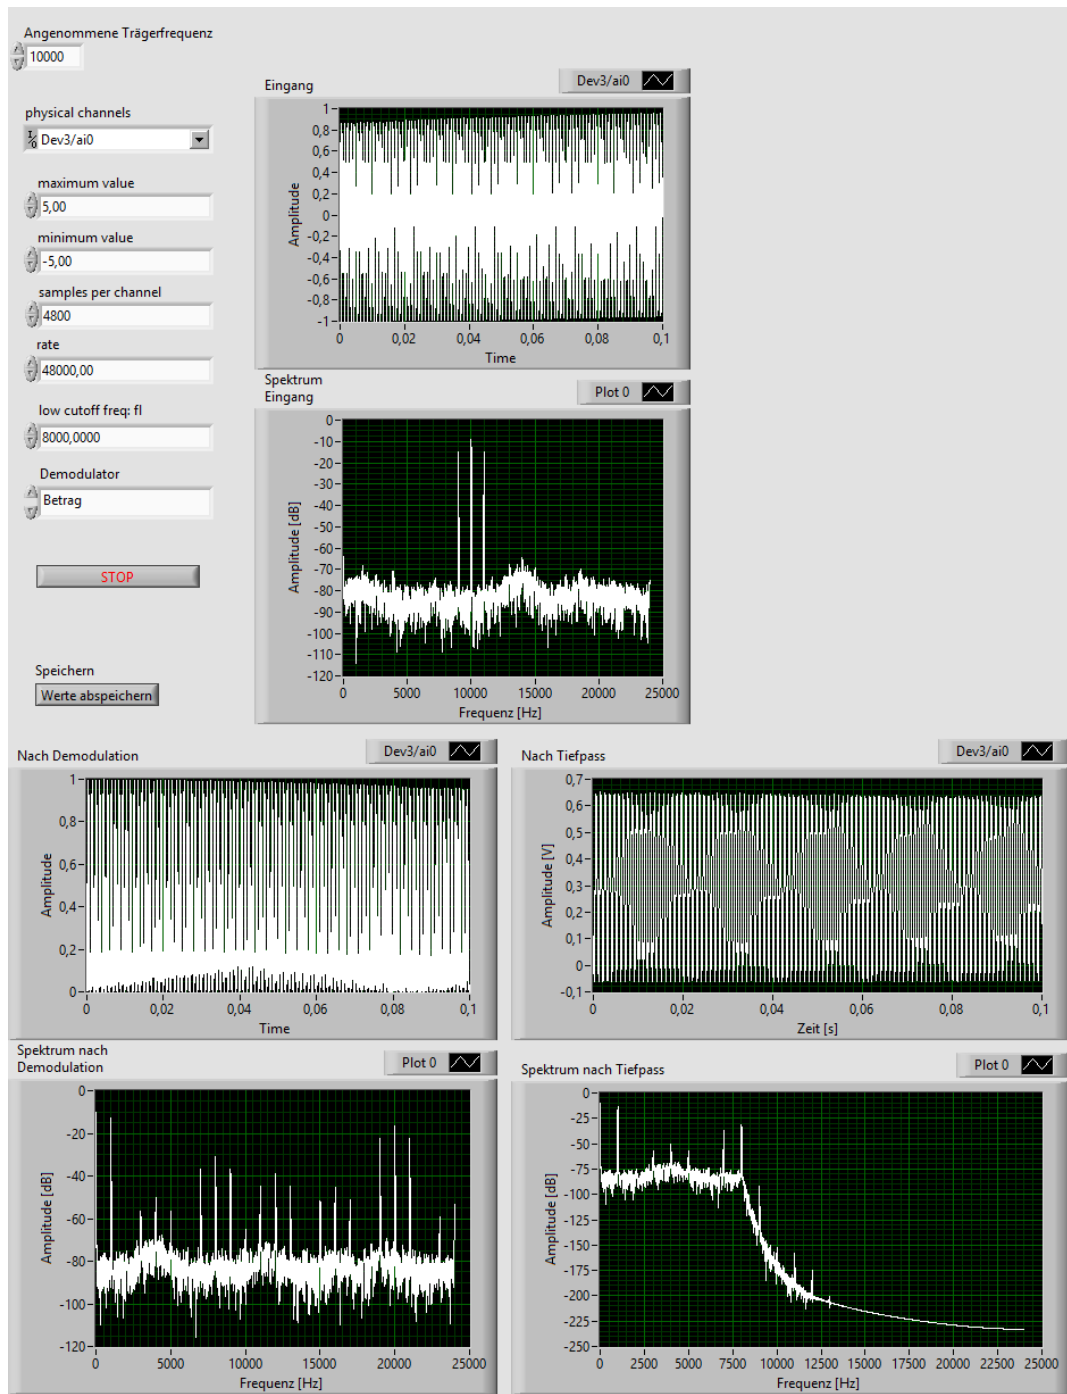 Angenommene Trägerfrequenz
10000
physical channels
Dev3/ai0
maximum value
5,00
minimum value
-5,00
samples per channel
4800
rate
48000,00
low cutoff freq: fl
8000,0000
Demodulator
Betrag
STOP
Speichern
Werte abspeichern
Eingang
Dev3/ai0
Amplitude
1
0,8
0,6
0,4
0,2
0
-0,2
-0,4
-0,6
-0,8
-1
0 0,02 0,04 0,06 0,08 0,1
Time
Spektrum
Eingang
Plot 0
Amplitude [dB]
0
-10
-20
-30
-40
-50
-60
-70
-80
-90
-100
-110
-120
0 5000 10000 15000 20000 25000
Frequenz [Hz]
Nach Demodulation
Dev3/ai0
Amplitude
1
0,8
0,6
0,4
0,2
0
0 0,02 0,04 0,06 0,08 0,1
Time
Nach Tiefpass
Dev3/ai0
Amplitude [V]
0,7
0,6
0,5
0,4
0,3
0,2
0,1
0
-0,1
0 0,02 0,04 0,06 0,08 0,1
Zeit [s]
Spektrum nach
Demodulation
Plot 0
Amplitude [dB]
0
-20
-40
-60
-80
-100
-120
0 5000 10000 15000 20000 25000
Frequenz [Hz]
Spektrum nach Tiefpass
Plot 0
Amplitude [dB]
0
-25
-50
-75
-100
-125
-150
-175
-200
-225
-250
0 2500 5000 7500 10000 12500 15000 17500 20000 22500 25000
Frequenz [Hz]